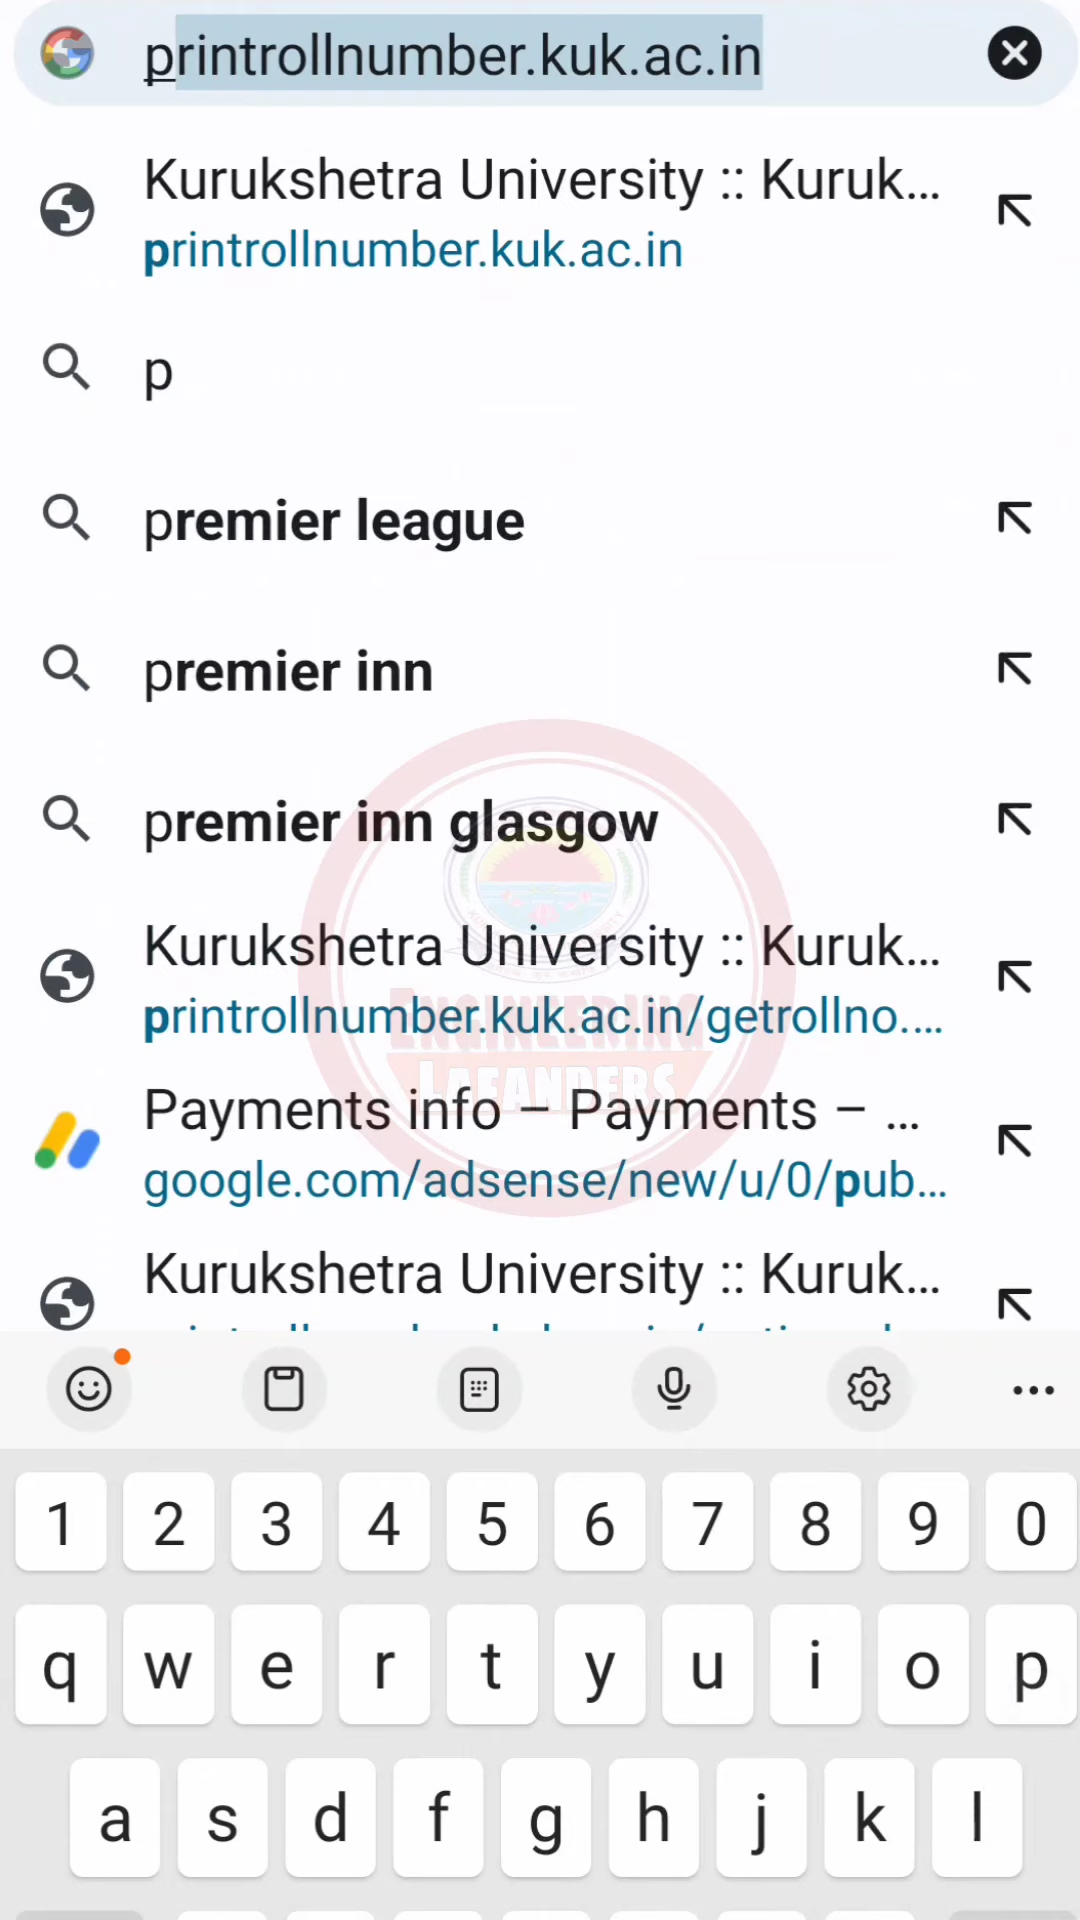 printrollnumber.kuk.ac.in
Kurukshetra University :: Kuruk...
printrollnumber.kuk.ac.in
p
premier league
premier inn
premier inn glasgow
Kurukshetra University :: Kuruk...
printrollnumber.kuk.ac.in/getrollno....
ENGINEERING
LAFANDERS
Payments info – Payments – ...
google.com/adsense/new/u/0/pub...
Kurukshetra University :: Kuruk...
1 2 3 4 5 6 7 8 9 0
q w e r t y u i o p
a s d f g h j k l